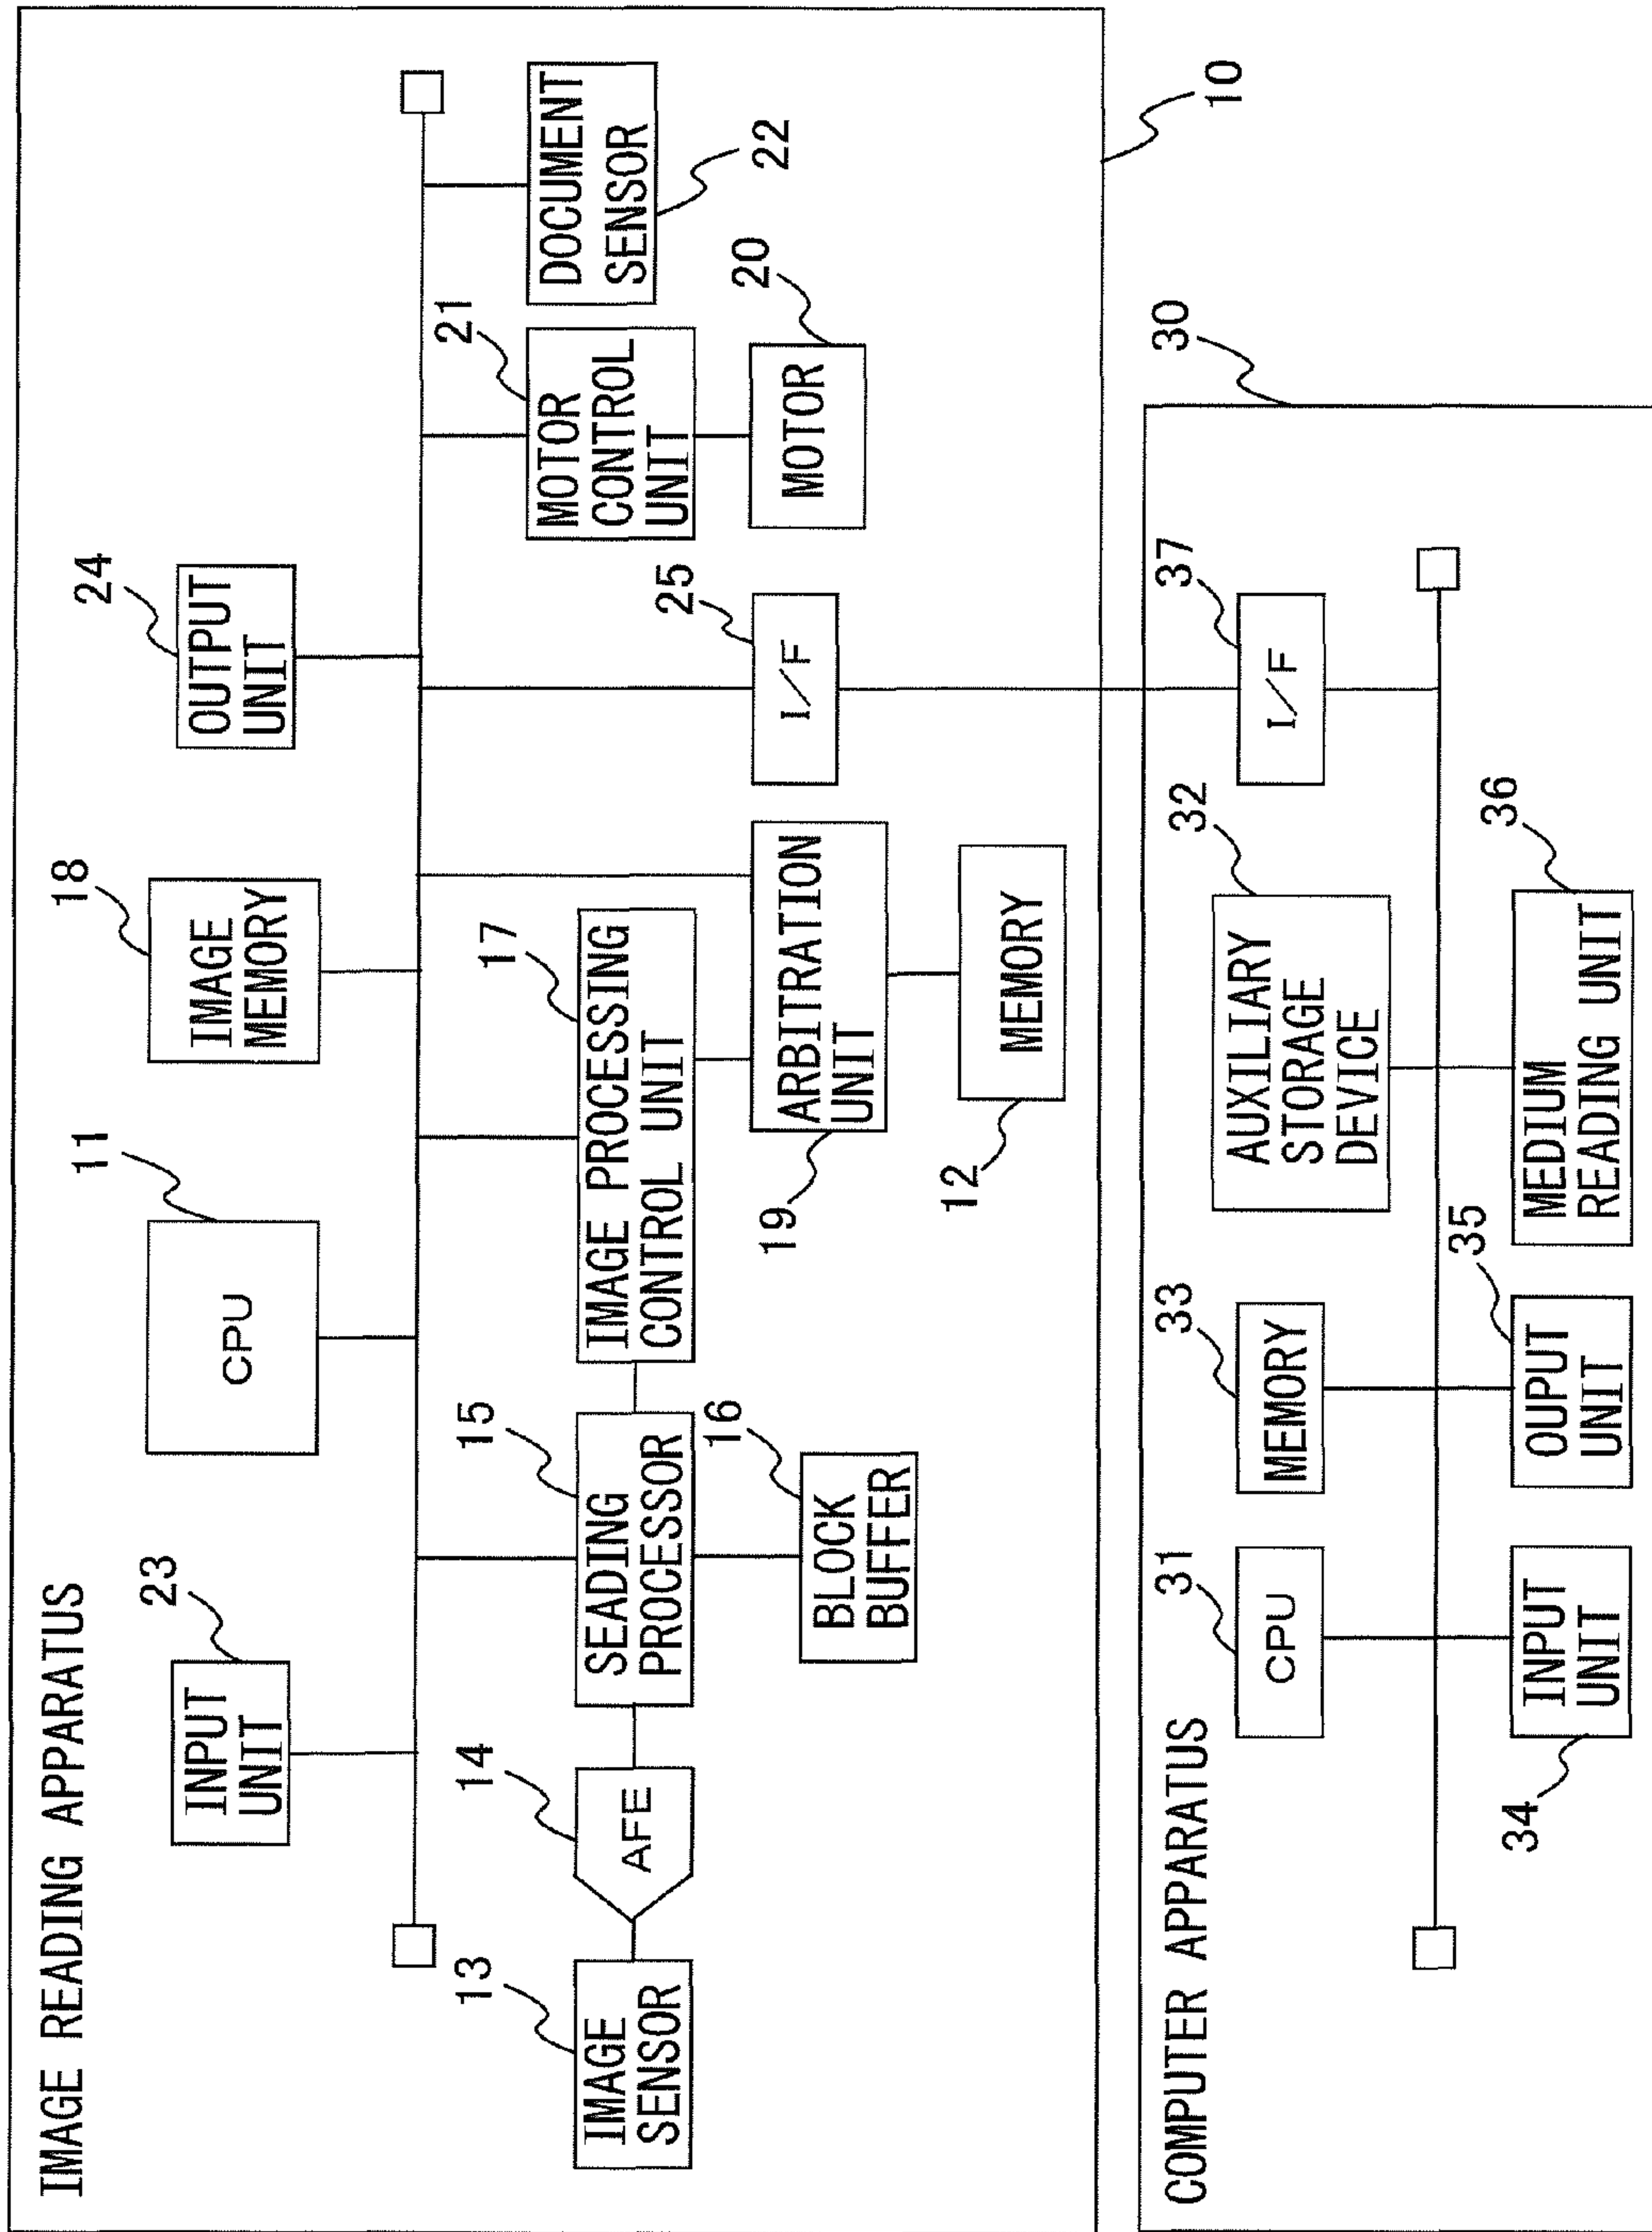 IMAGE READING APPARATUS
23
INPUT
UNIT
11
CPU
18
IMAGE
MEMORY
24
OUTPUT
UNIT
13
IMAGE
SENSOR
14
AFE
15
SEADING
PROCESSOR
16
BLOCK
BUFFER
17
IMAGE PROCESSING
CONTROL UNIT
19
ARBITRATION
UNIT
12
MEMORY
25
I/F
21
MOTOR
CONTROL
UNIT
20
MOTOR
DOCUMENT
SENSOR
22
10
COMPUTER APPARATUS
30
31
CPU
33
MEMORY
32
AUXILIARY
STORAGE
DEVICE
37
I/F
34
INPUT
UNIT
35
OUPUT
UNIT
36
MEDIUM
READING UNIT